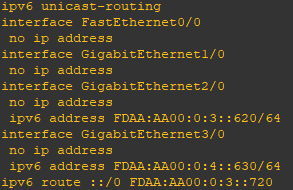 ipv6 unicast-routing
interface FastEthernet0/0
 no ip address
interface GigabitEthernet1/0
 no ip address
interface GigabitEthernet2/0
 no ip address
 ipv6 address FDAA:AA00:0:3::620/64
interface GigabitEthernet3/0
 no ip address
 ipv6 address FDAA:AA00:0:4::630/64
ipv6 route ::/0 FDAA:AA00:0:3::720